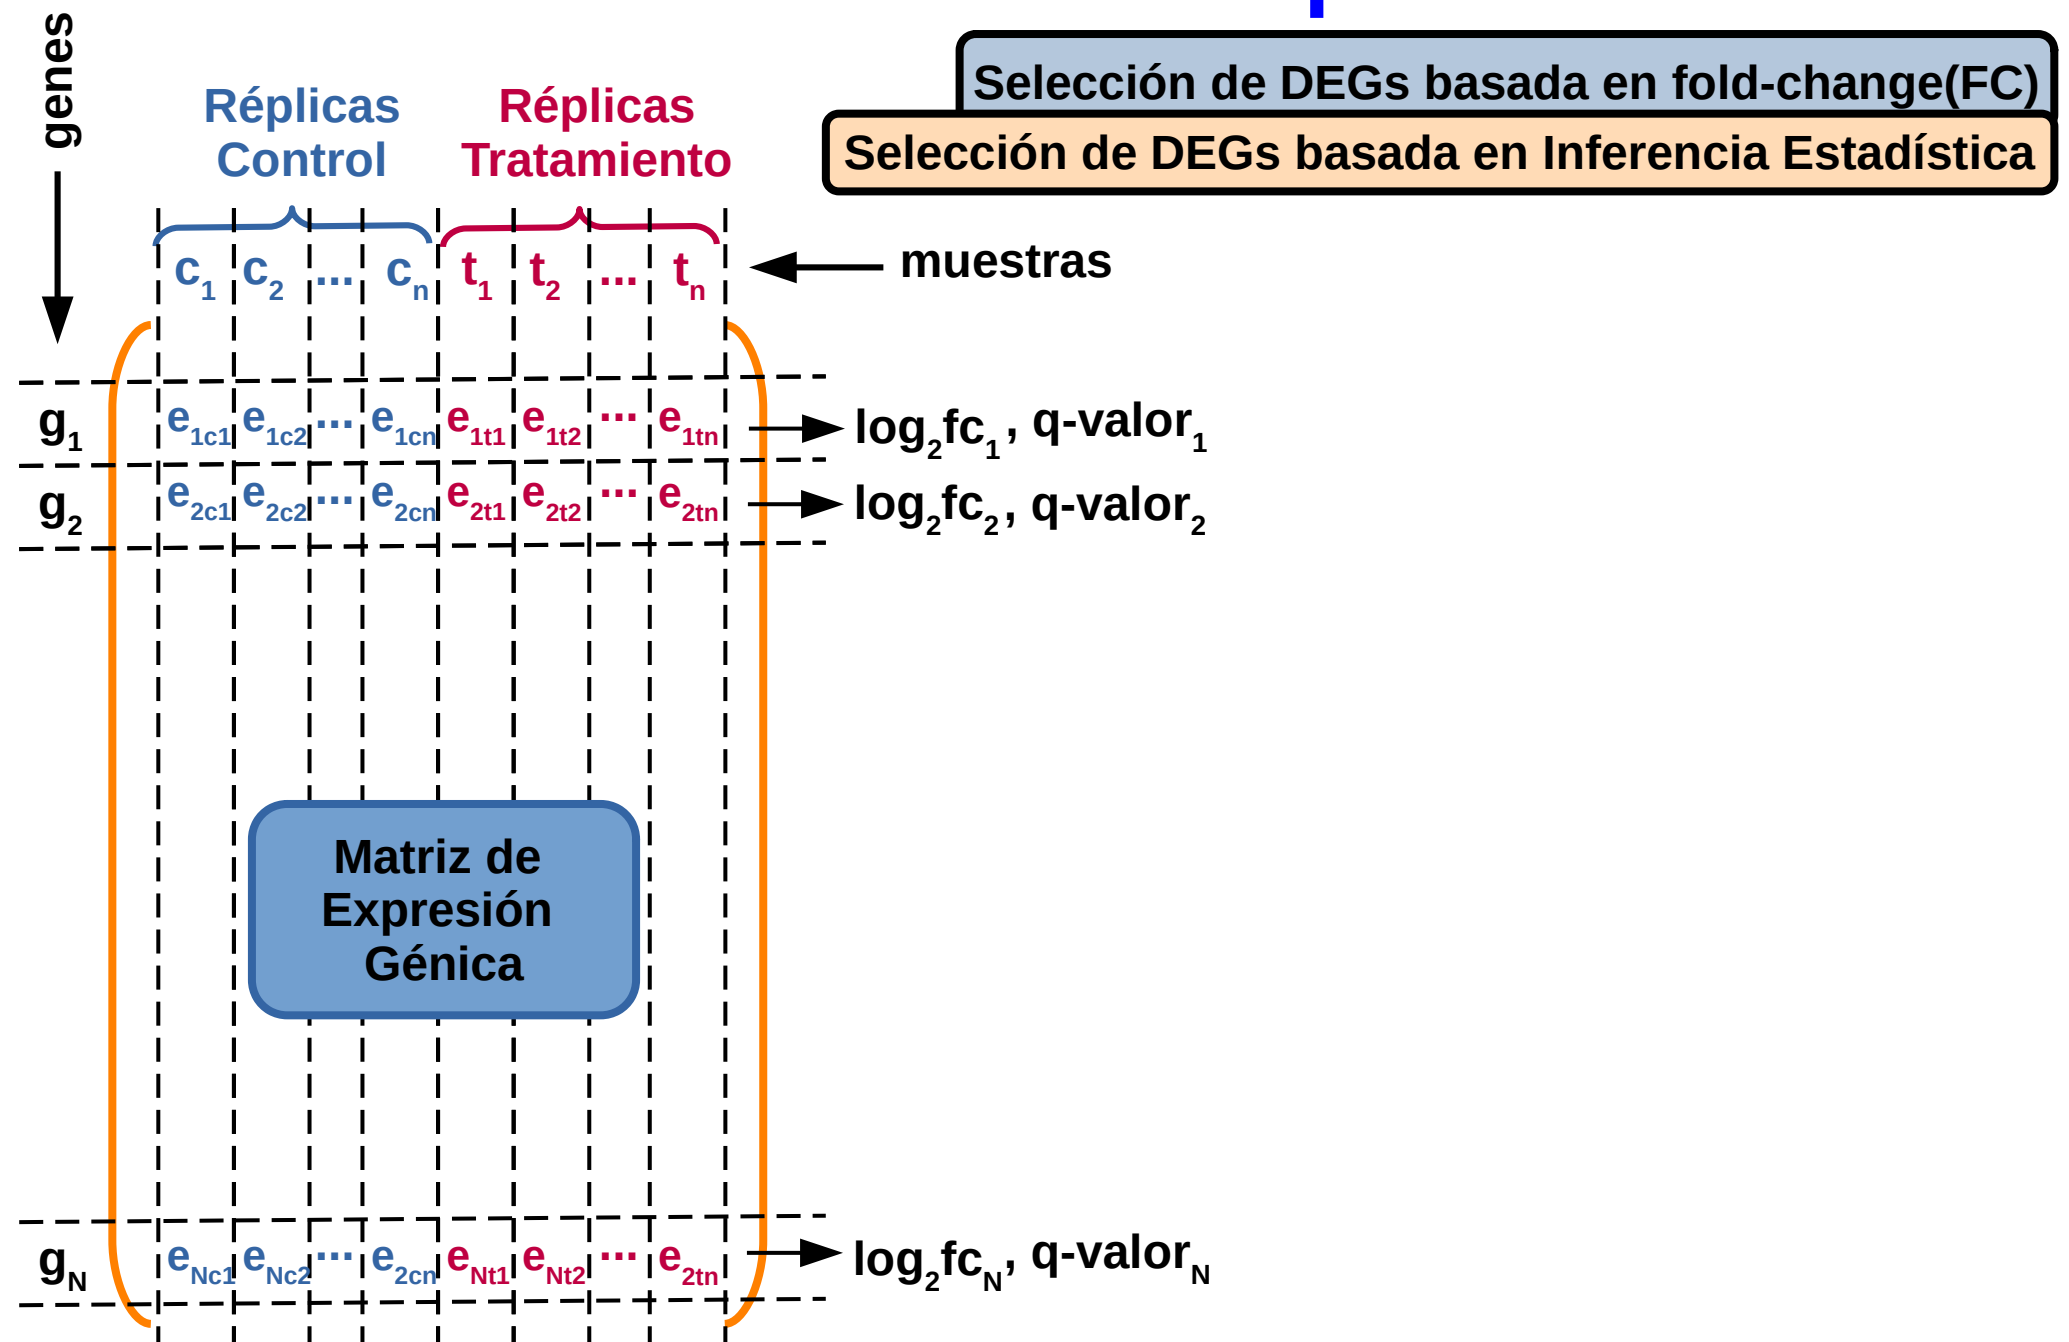 genes
Selección de DEGs basada en fold-change(FC)
Selección de DEGs basada en Inferencia Estadística
Réplicas Control
Réplicas Tratamiento
c1 c2 ... cn t1 t2 ... tn
muestras
g1 e1c1 e1c2 ... e1cn e1t1 e1t2 ... e1tn log2fc1, q-valor1
g2 e2c1 e2c2 ... e2cn e2t1 e2t2 ... e2tn log2fc2, q-valor2
Matriz de
Expresión
Génica
gN eNc1 eNc2 ... e2cn eNt1 eNt2 ... e2tn log2fcN, q-valorN